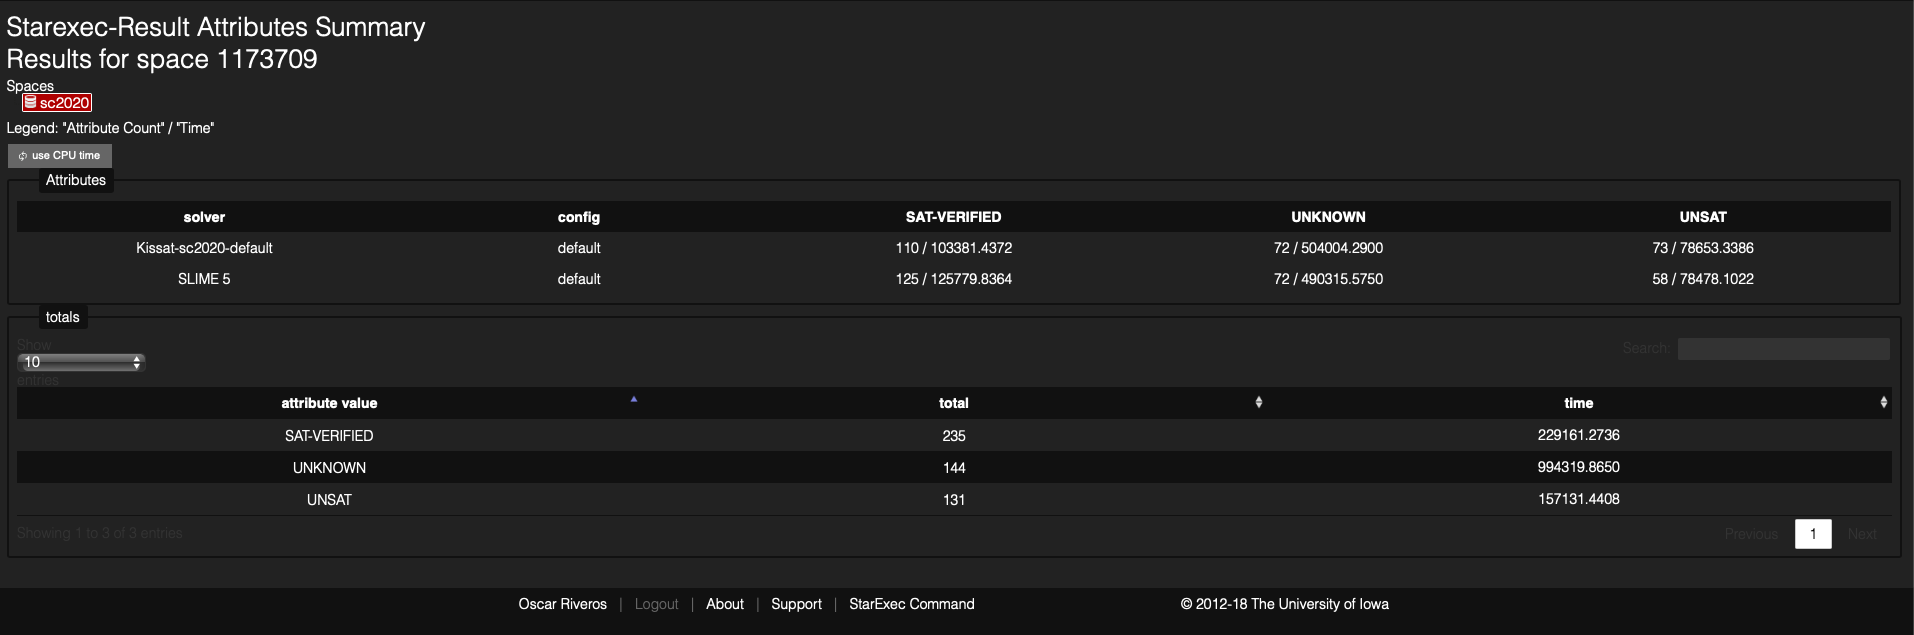 Starexec-Result Attributes Summary
Results for space 1173709
Spaces
sc2020
Legend: "Attribute Count" / "Time"
use CPU time
Attributes
solver config SAT-VERIFIED UNKNOWN UNSAT
Kissat-sc2020-default default 110 / 103381.4372 72 / 504004.2900 73 / 78653.3386
SLIME 5 default 125 / 125779.8364 72 / 490315.5750 58 / 78478.1022
totals
Show
10
entries
Search:
attribute value total time
SAT-VERIFIED 235 229161.2736
UNKNOWN 144 994319.8650
UNSAT 131 157131.4408
Showing 1 to 3 of 3 entries
Previous 1 Next
Oscar Riveros | Logout | About | Support | StarExec Command © 2012-18 The University of Iowa